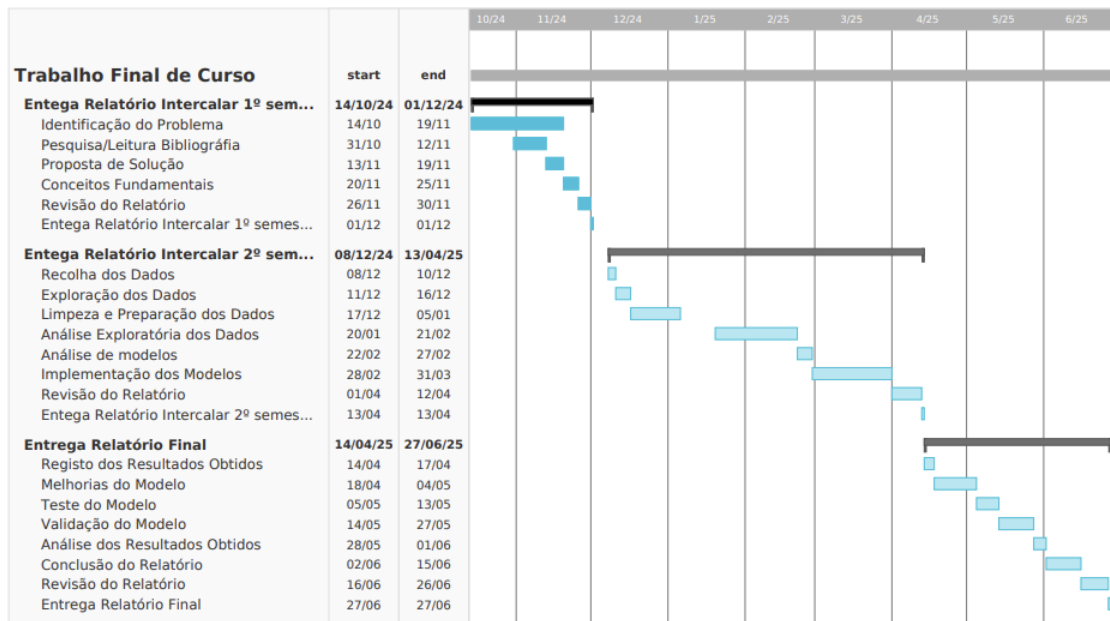 10/24 11/24 12/24 1/25 2/25 3/25 4/25 5/25 6/25
Trabalho Final de Curso start end
Entega Relatório Intercalar 1º sem... 14/10/24 01/12/24
Identificação do Problema 14/10 19/11
Pesquisa/Leitura Bibliográfia 31/10 12/11
Proposta de Solução 13/11 19/11
Conceitos Fundamentais 20/11 25/11
Revisão do Relatório 26/11 30/11
Entega Relatório Intercalar 1º semes... 01/12 01/12
Entega Relatório Intercalar 2º sem... 08/12/24 13/04/25
Recolha dos Dados 08/12 10/12
Exploração dos Dados 11/12 16/12
Limpeza e Preparação dos Dados 17/12 05/01
Análise Exploratória dos Dados 20/01 21/02
Análise de modelos 22/02 27/02
Implementação dos Modelos 28/02 31/03
Revisão do Relatório 01/04 12/04
Entega Relatório Intercalar 2º semes... 13/04 13/04
Entrega Relatório Final 14/04/25 27/06/25
Registo dos Resultados Obtidos 14/04 17/04
Melhorias do Modelo 18/04 04/05
Teste do Modelo 05/05 13/05
Validação do Modelo 14/05 27/05
Análise dos Resultados Obtidos 28/05 01/06
Conclusão do Relatório 02/06 15/06
Revisão do Relatório 16/06 26/06
Entrega Relatório Final 27/06 27/06